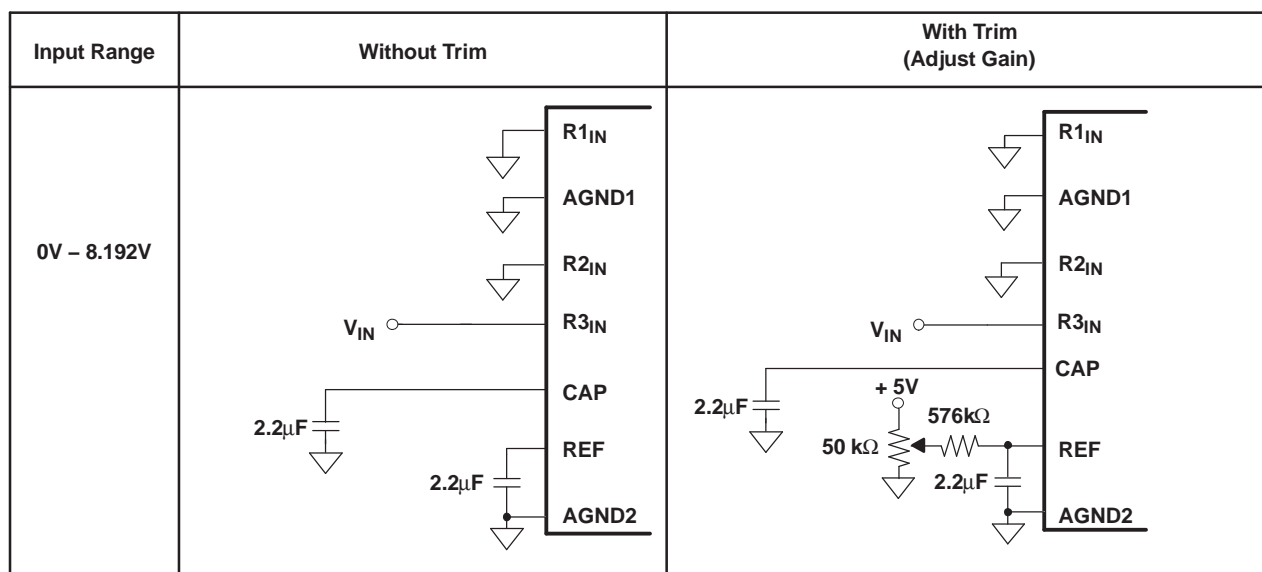 Input Range
Without Trim
With Trim
(Adjust Gain)
0V – 8.192V
R1IN
AGND1
R2IN
VIN
R3IN
CAP
2.2μF
REF
2.2μF
AGND2
R1IN
AGND1
R2IN
VIN
R3IN
CAP
+ 5V
2.2μF
576kΩ
50 kΩ
REF
2.2μF
AGND2